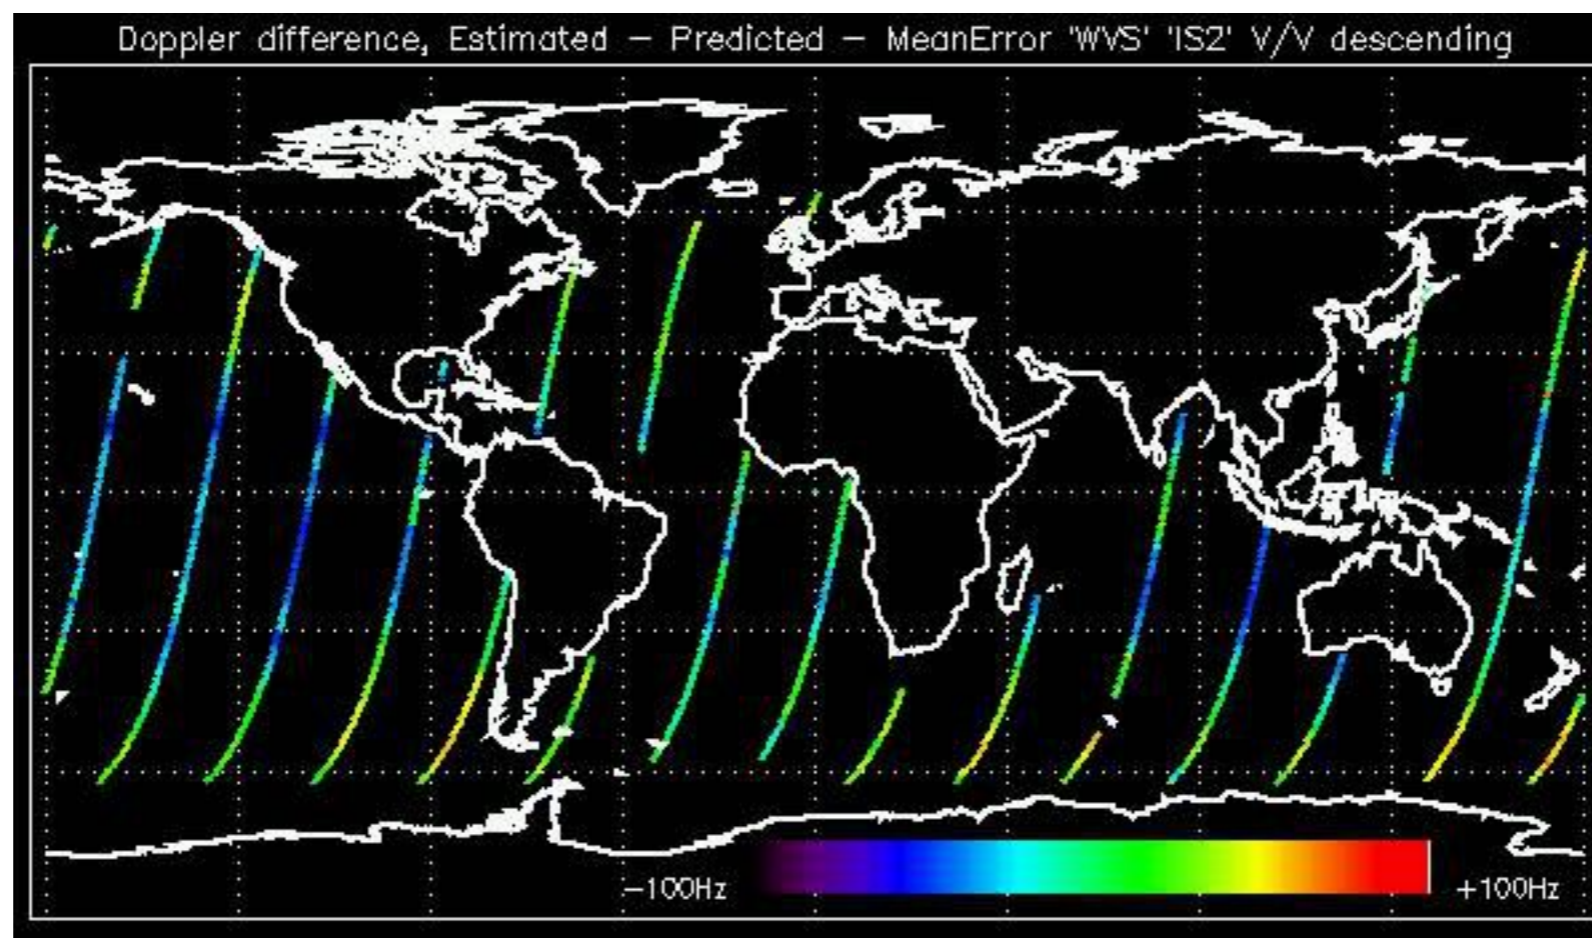 Doppler difference, Estimated – Predicted – MeanError 'WVS' 'IS2' V/V descending
–100Hz +100Hz